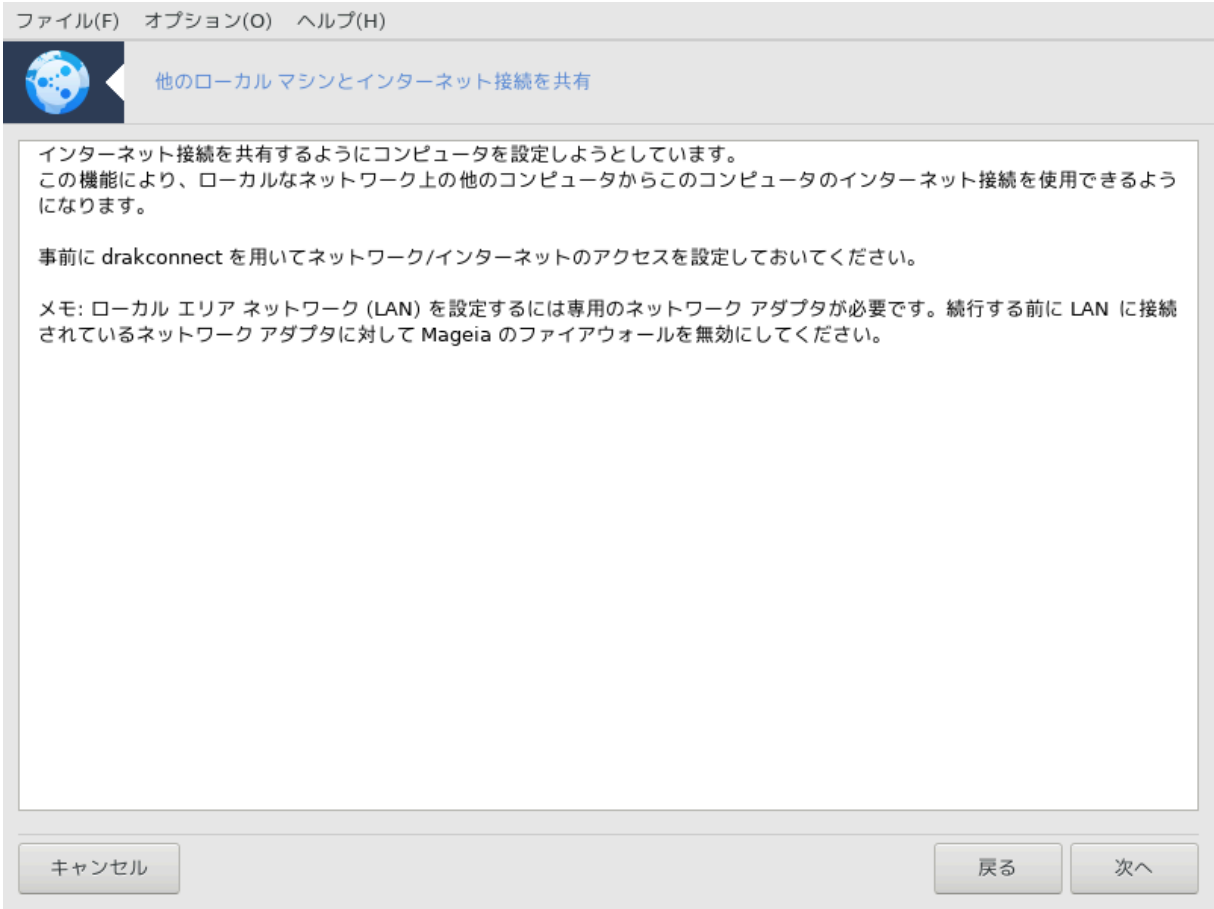 ファイル(F) オプション(O) ヘルプ(H)
他のローカル マシンとインターネット接続を共有
インターネット接続を共有するようにコンピュータを設定しようとしています。
この機能により、ローカルなネットワーク上の他のコンピュータからこのコンピュータのインターネット接続を使用できるよう
になります。
事前に drakconnect を用いてネットワーク/インターネットのアクセスを設定しておいてください。
メモ: ローカル エリア ネットワーク (LAN) を設定するには専用のネットワーク アダプタが必要です。続行する前に LAN に接続
されているネットワーク アダプタに対して Mageia のファイアウォールを無効にしてください。
キャンセル 戻る 次へ